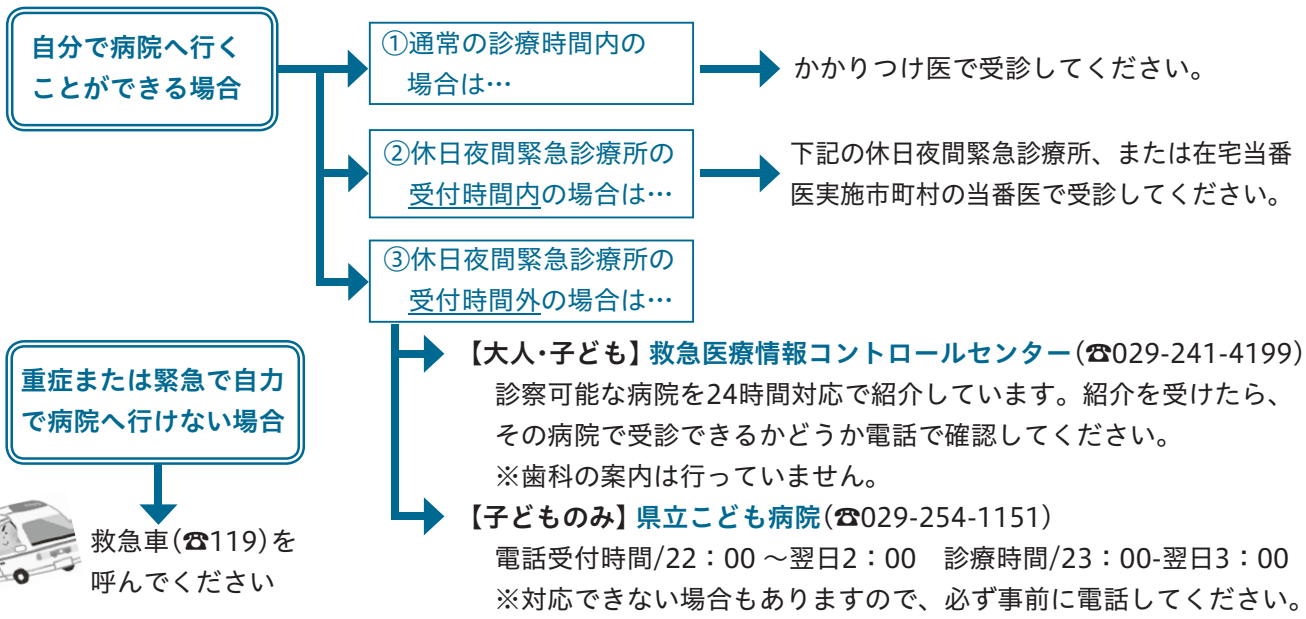 自分で病院へ行く
ことができる場合
①通常の診療時間内の
場合は…
かかりつけ医で受診してください。
②休日夜間緊急診療所の
受付時間内の場合は…
下記の休日夜間緊急診療所、または在宅当番
医実施市町村の当番医で受診してください。
③休日夜間緊急診療所の
受付時間外の場合は…
【大人・子ども】救急医療情報コントロールセンター（☎029-241-4199）
診察可能な病院を24時間対応で紹介しています。紹介を受けたら、
その病院で受診できるかどうか電話で確認してください。
※歯科の案内は行っていません。
【子どものみ】県立こども病院（☎029-254-1151）
電話受付時間/22：00 ～翌日2：00　診療時間/23：00-翌日3：00
※対応できない場合もありますので、必ず事前に電話してください。
重症または緊急で自力
で病院へ行けない場合
救急車（☎119）を
呼んでください